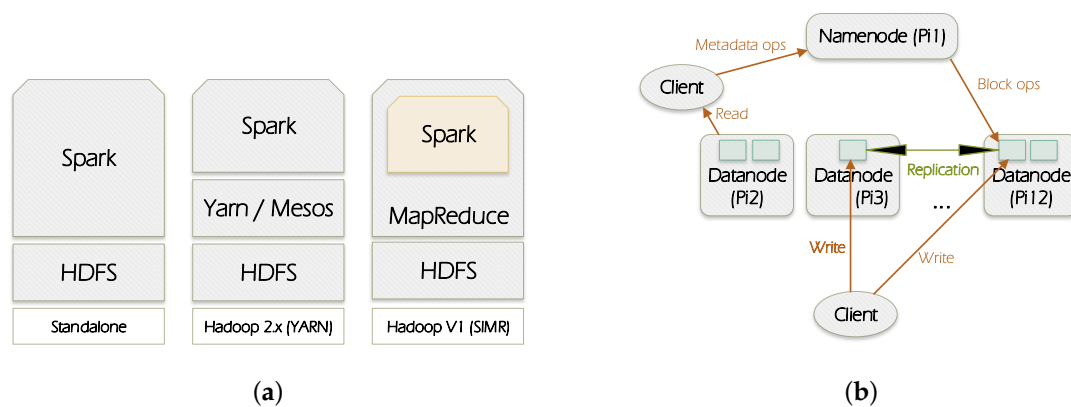 Spark
HDFS
Standalone
Spark
Yarn / Mesos
HDFS
Hadoop 2.x (YARN)
Spark
MapReduce
HDFS
Hadoop V1 (SIMR)
(a)
Namenode (Pi1)
Metadata ops
Client
Block ops
Read
Datanode
(Pi2)
Datanode
(Pi3)
Replication
...
Datanode
(Pi12)
Write
Write
Client
(b)